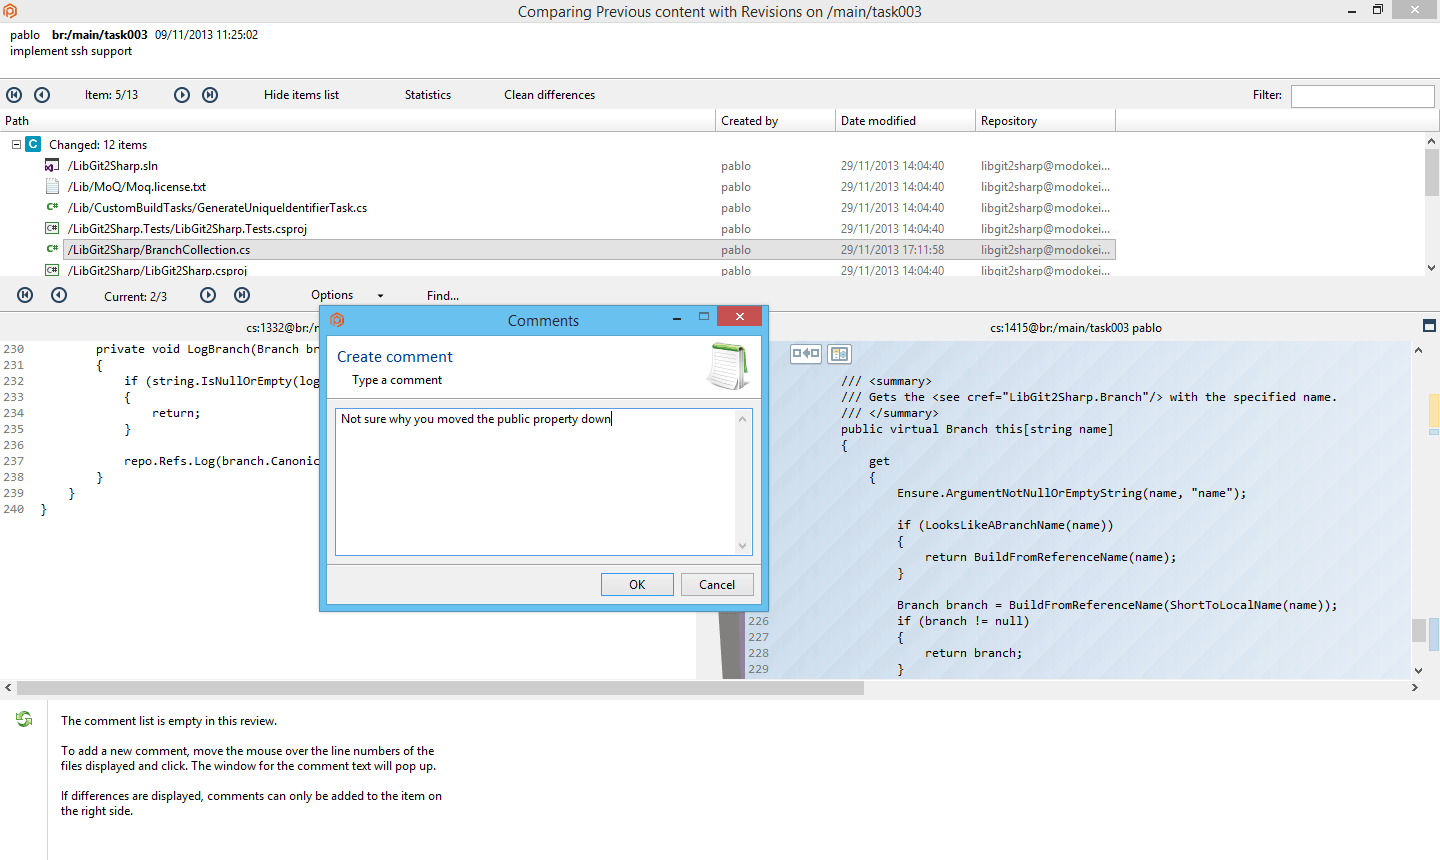 Comparing Previous content with Revisions on /main/task003
pablo br:/main/task003 09/11/2013 11:25:02
implement ssh support
Item: 5/13 Hide items list Statistics Clean differences Filter:
Path Created by Date modified Repository
C Changed: 12 items
/LibGit2Sharp.sln pablo 29/11/2013 14:04:40 libgit2sharp@modokei...
/Lib/MoQ/Moq.license.txt pablo 29/11/2013 14:04:40 libgit2sharp@modokei...
C# /Lib/CustomBuildTasks/GenerateUniqueIdentifierTask.cs pablo 29/11/2013 14:04:40 libgit2sharp@modokei...
C# /LibGit2Sharp.Tests/LibGit2Sharp.Tests.csproj pablo 29/11/2013 14:04:40 libgit2sharp@modokei...
C# /LibGit2Sharp/BranchCollection.cs pablo 29/11/2013 17:11:58 libgit2sharp@modokei...
C# /LibGit2Sharp/LibGit2Sharp.csproj pablo 29/11/2013 14:04:40 libgit2sharp@modokei...
Current: 2/3 Options Find...
cs:1332@br:/
230 private void LogBranch(Branch br
231 {
232 if (string.IsNullOrEmpty(log
233 {
234 return;
235 }
236
237 repo.Refs.Log(branch.Canonic
238 }
239 }
240 }
Comments
Create comment
Type a comment
Not sure why you moved the public property down
OK Cancel
cs:1415@br:/main/task003 pablo
/// <summary>
/// Gets the <see cref="LibGit2Sharp.Branch"/> with the specified name.
/// </summary>
public virtual Branch this[string name]
{
get
{
Ensure.ArgumentNotNullOrEmptyString(name, "name");
if (LooksLikeABranchName(name))
{
return BuildFromReferenceName(name);
}
Branch branch = BuildFromReferenceName(ShortToLocalName(name));
226 if (branch != null)
227 {
228 return branch;
229 }
The comment list is empty in this review.
To add a new comment, move the mouse over the line numbers of the
files displayed and click. The window for the comment text will pop up.
If differences are displayed, comments can only be added to the item on
the right side.